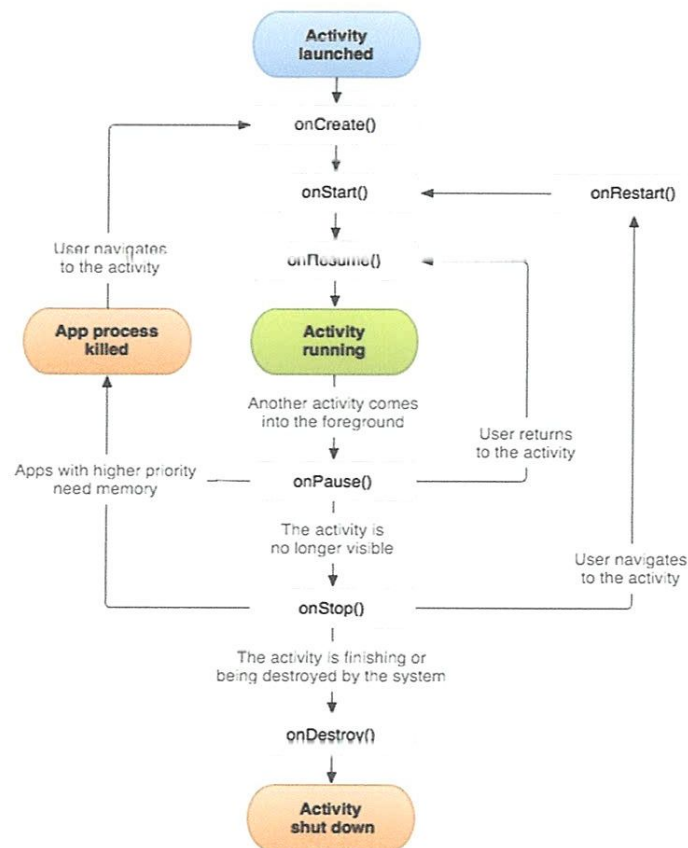 Activity
launched
onCreate()
onStart()
onRestart()
User navigates
to the activity
onResume()
App process
killed
Activity
running
Another activity comes
into the foreground
User returns
to the activity
Apps with higher priority
need memory
onPause()
The activity is
no longer visible
User navigates
to the activity
onStop()
The activity is finishing or
being destroyed by the system
onDestroy()
Activity
shut down